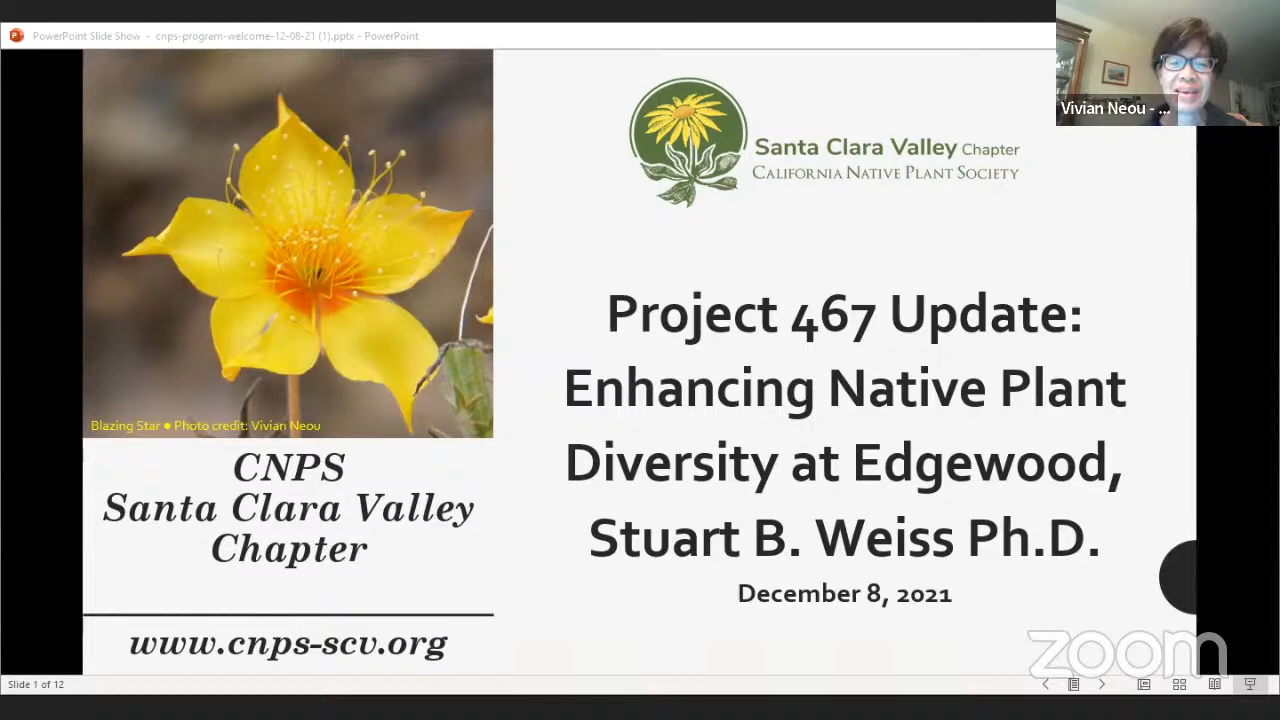 PowerPoint Slide Show - cnps-program-welcome-12-08-21 (1).pptx - PowerPoint
Vivian Neou - ...
Santa Clara Valley Chapter
CALIFORNIA NATIVE PLANT SOCIETY
Project 467 Update:
Enhancing Native Plant
Diversity at Edgewood,
Stuart B. Weiss Ph.D.
December 8, 2021
Blazing Star ● Photo credit: Vivian Neou
CNPS
Santa Clara Valley
Chapter
www.cnps-scv.org
zoom
Slide 1 of 12